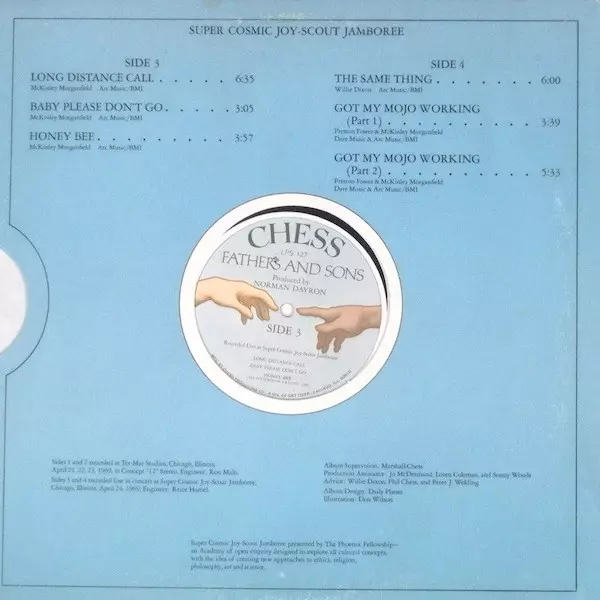 SUPER COSMIC JOY-SCOUT JAMBOREE
SIDE 3
LONG DISTANCE CALL . . . . . . 6:35
McKinley Morganfield Arc Music/BMI
BABY PLEASE DON'T GO . . . . . 3:05
McKinley Morganfield Arc Music/BMI
HONEY BEE . . . . . . . . . . 3:57
McKinley Morganfield Arc Music/BMI
SIDE 4
THE SAME THING . . . . . . . 6:00
Willie Dixon Arc Music/BMI
GOT MY MOJO WORKING
(Part 1) . . . . . . . . . . . 3:39
Preston Foster & McKinley Morganfield
Dare Music & Arc Music/BMI
GOT MY MOJO WORKING
(Part 2) . . . . . . . . . . . 5:33
Preston Foster & McKinley Morganfield
Dare Music & Arc Music/BMI
CHESS
LPS 127
FATHERS AND SONS
Produced by
NORMAN DAYRON
SIDE 3
Recorded Live at Super Cosmic Joy-Scout Jamboree
LONG DISTANCE CALL
BABY PLEASE DON'T GO
HONEY BEE
Sides 1 and 2 recorded at Ter Mar Studios, Chicago, Illinois,
April 21, 22, 23, 1969, in Concept "12" Stereo. Engineer: Ron Malo.
Sides 3 and 4 recorded live in concert at Super Cosmic Joy-Scout Jamboree,
Chicago, Illinois, April 24, 1969; Engineer: Reice Hamel.
Album Supervision: Marshall Chess
Production Assistance: Jo McDermand, Loren Coleman, and Sonny Woods
Advice: Willie Dixon, Phil Chess, and Peter J. Welding
Album Design: Daily Planet
Illustration: Don Wilson
Super Cosmic Joy-Scout Jamboree presented by The Phoenix Fellowship—
an Academy of open enquiry designed to explore all cultural concepts,
with the idea of creating new approaches to ethics, religion,
philosophy, art and science.